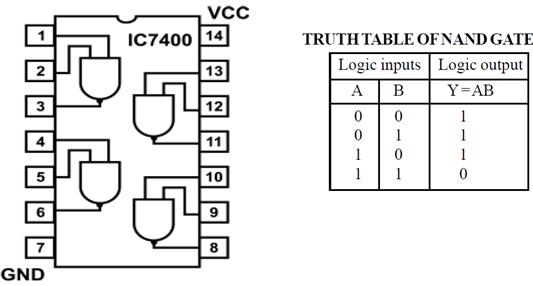 VCC
IC7400
1
2
3
4
5
6
7
14
13
12
11
10
9
8
GND
TRUTH TABLE OF NAND GATE
Logic inputs Logic output
A B Y=AB
0 0 1
0 1 1
1 0 1
1 1 0